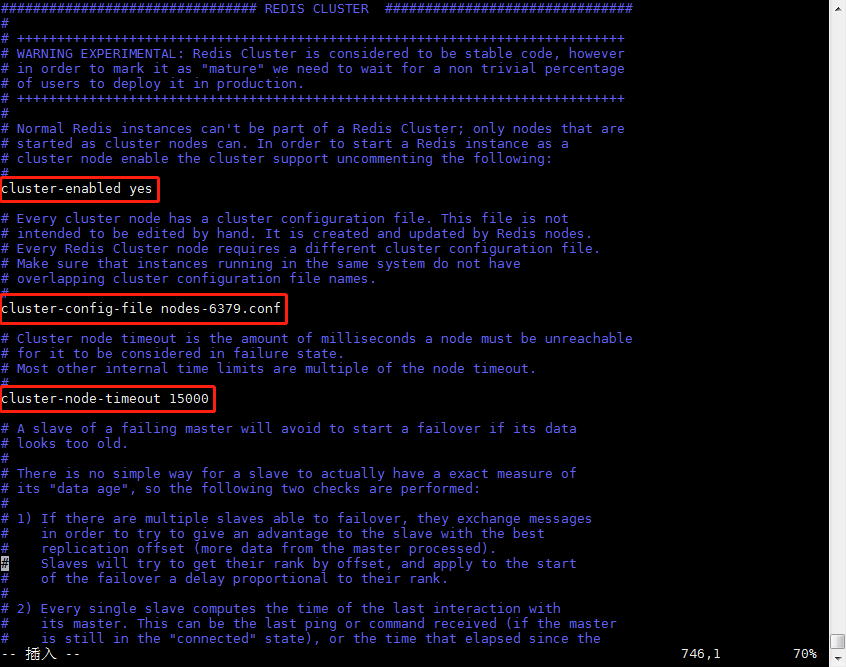 ################################ REDIS CLUSTER  ###############################
#
# ++++++++++++++++++++++++++++++++++++++++++++++++++++++++++++++++++++++++++++
# WARNING EXPERIMENTAL: Redis Cluster is considered to be stable code, however
# in order to mark it as "mature" we need to wait for a non trivial percentage
# of users to deploy it in production.
# ++++++++++++++++++++++++++++++++++++++++++++++++++++++++++++++++++++++++++++
#
# Normal Redis instances can't be part of a Redis Cluster; only nodes that are
# started as cluster nodes can. In order to start a Redis instance as a
# cluster node enable the cluster support uncommenting the following:
#
cluster-enabled yes
# Every cluster node has a cluster configuration file. This file is not
# intended to be edited by hand. It is created and updated by Redis nodes.
# Every Redis Cluster node requires a different cluster configuration file.
# Make sure that instances running in the same system do not have
# overlapping cluster configuration file names.
#
cluster-config-file nodes-6379.conf
# Cluster node timeout is the amount of milliseconds a node must be unreachable
# for it to be considered in failure state.
# Most other internal time limits are multiple of the node timeout.
#
cluster-node-timeout 15000
# A slave of a failing master will avoid to start a failover if its data
# looks too old.
#
# There is no simple way for a slave to actually have a exact measure of
# its "data age", so the following two checks are performed:
#
# 1) If there are multiple slaves able to failover, they exchange messages
#    in order to try to give an advantage to the slave with the best
#    replication offset (more data from the master processed).
#    Slaves will try to get their rank by offset, and apply to the start
#    of the failover a delay proportional to their rank.
#
# 2) Every single slave computes the time of the last interaction with
#    its master. This can be the last ping or command received (if the master
#    is still in the "connected" state), or the time that elapsed since the
-- 插入 -- 746,1 70%